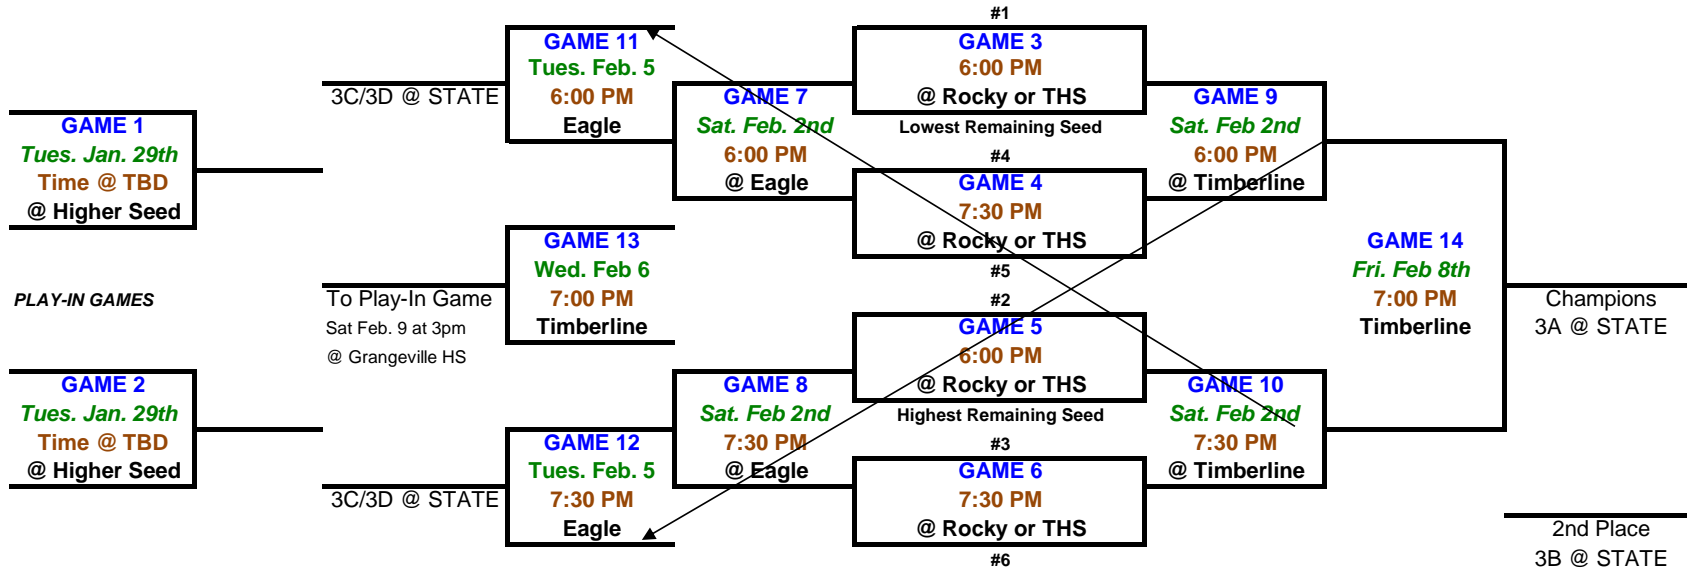 GAME 1
Tues. Jan. 29th
Time @ TBD
@ Higher Seed
PLAY-IN GAMES
GAME 2
Tues. Jan. 29th
Time @ TBD
@ Higher Seed
3C/3D @ STATE
To Play-In Game
Sat Feb. 9 at 3pm
@ Grangeville HS
3C/3D @ STATE
GAME 11
Tues. Feb. 5
6:00 PM
Eagle
GAME 13
Wed. Feb 6
7:00 PM
Timberline
GAME 12
Tues. Feb. 5
7:30 PM
Eagle
GAME 7
Sat. Feb. 2nd
6:00 PM
@ Eagle
GAME 8
Sat. Feb 2nd
7:30 PM
@ Eagle
#1
GAME 3
6:00 PM
@ Rocky or THS
Lowest Remaining Seed
#4
GAME 4
7:30 PM
@ Rocky or THS
#5
#2
GAME 5
6:00 PM
@ Rocky or THS
Highest Remaining Seed
#3
GAME 6
7:30 PM
@ Rocky or THS
#6
GAME 9
Sat. Feb 2nd
6:00 PM
@ Timberline
GAME 10
Sat. Feb 2nd
7:30 PM
@ Timberline
GAME 14
Fri. Feb 8th
7:00 PM
Timberline
Champions
3A @ STATE
2nd Place
3B @ STATE